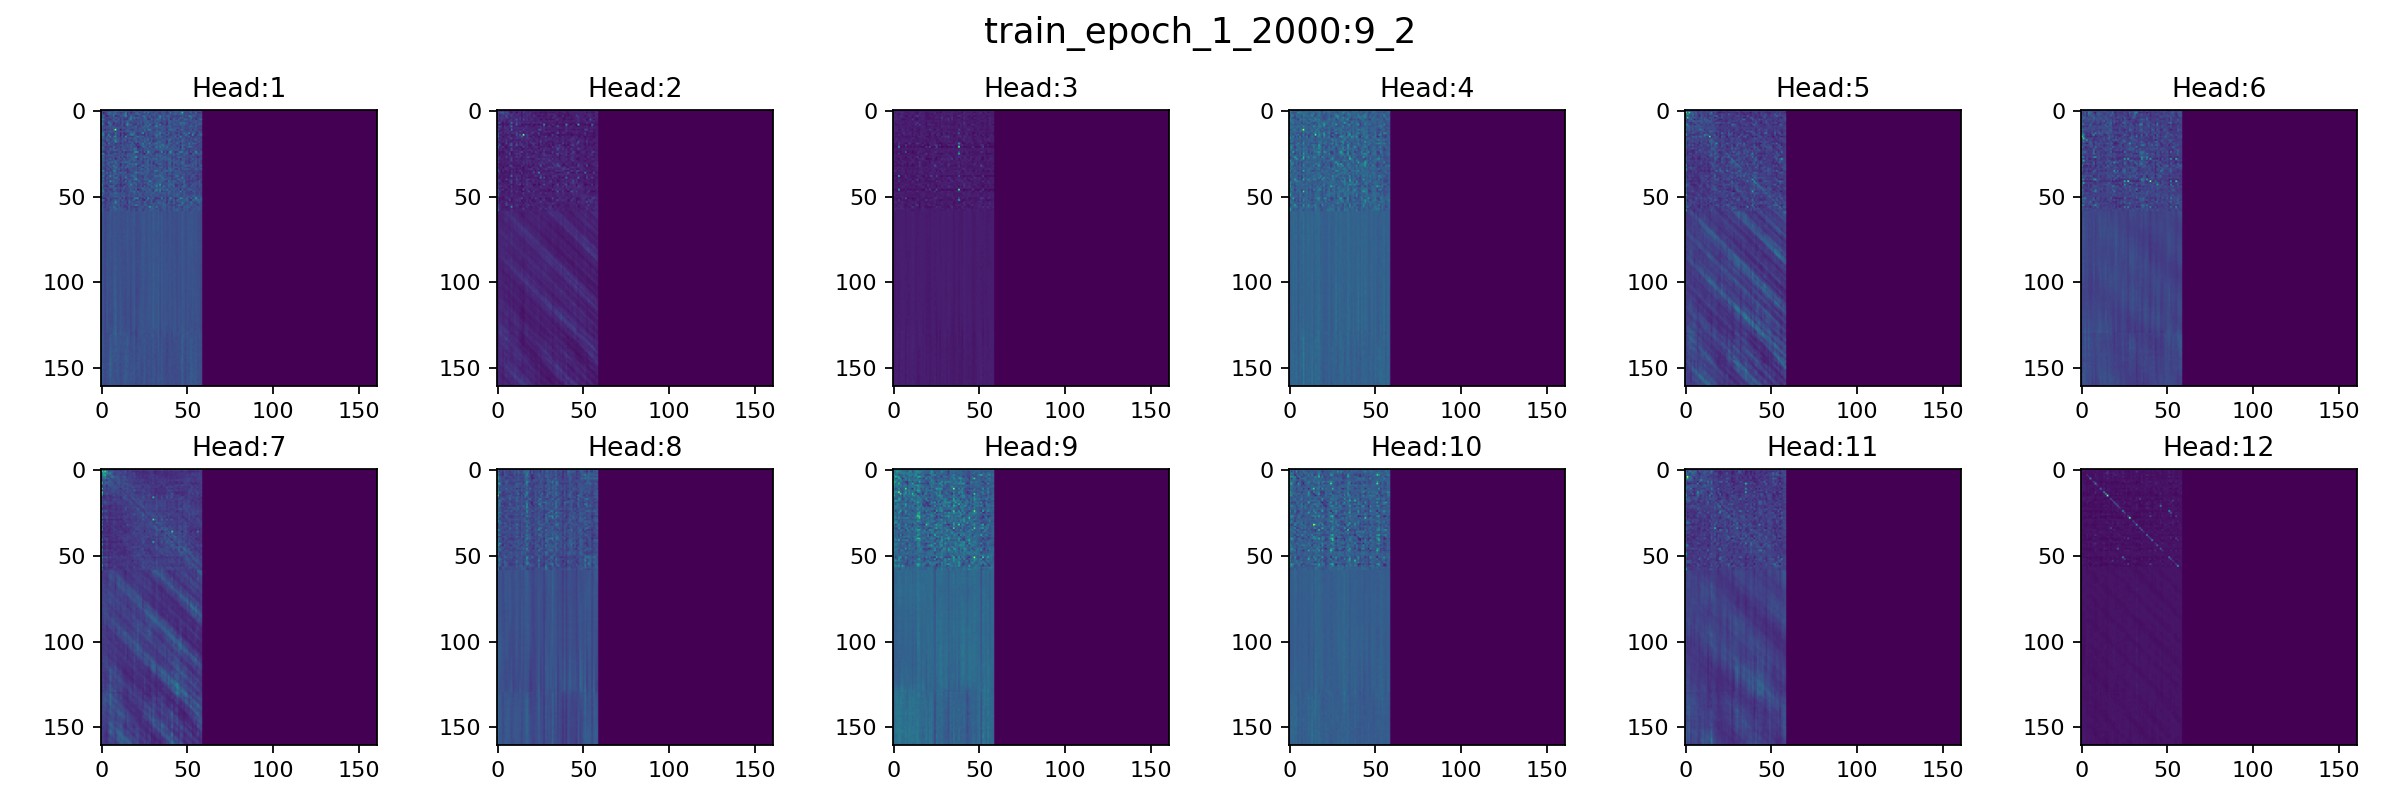 train_epoch_1_2000:9_2
Head:1 Head:2 Head:3 Head:4 Head:5 Head:6
0 0 0 0 0 0
50 50 50 50 50 50
100 100 100 100 100 100
150 150 150 150 150 150
0 50 100 150 0 50 100 150 0 50 100 150 0 50 100 150 0 50 100 150 0 50 100 150
Head:7 Head:8 Head:9 Head:10 Head:11 Head:12
0 0 0 0 0 0
50 50 50 50 50 50
100 100 100 100 100 100
150 150 150 150 150 150
0 50 100 150 0 50 100 150 0 50 100 150 0 50 100 150 0 50 100 150 0 50 100 150